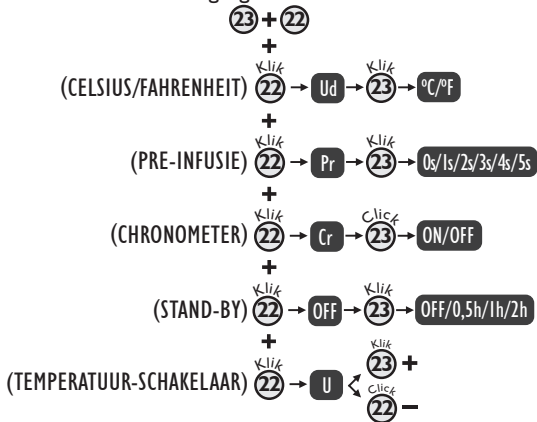 23 + 22
+
Klik Klik
(CELSIUS/FAHRENHEIT) 22 → Ud → 23 → ºC/ºF
+
Klik Klik
(PRE-INFUSIE) 22 → Pr → 23 → 0s/1s/2s/3s/4s/5s
+
Klik Click
(CHRONOMETER) 22 → Cr → 23 → ON/OFF
+
Klik Klik
(STAND-BY) 22 → OFF → 23 → OFF/0,5h/1h/2h
+
Klik Klik
23 +
(TEMPERATUUR-SCHAKELAAR) 22 → U
Click
22 −